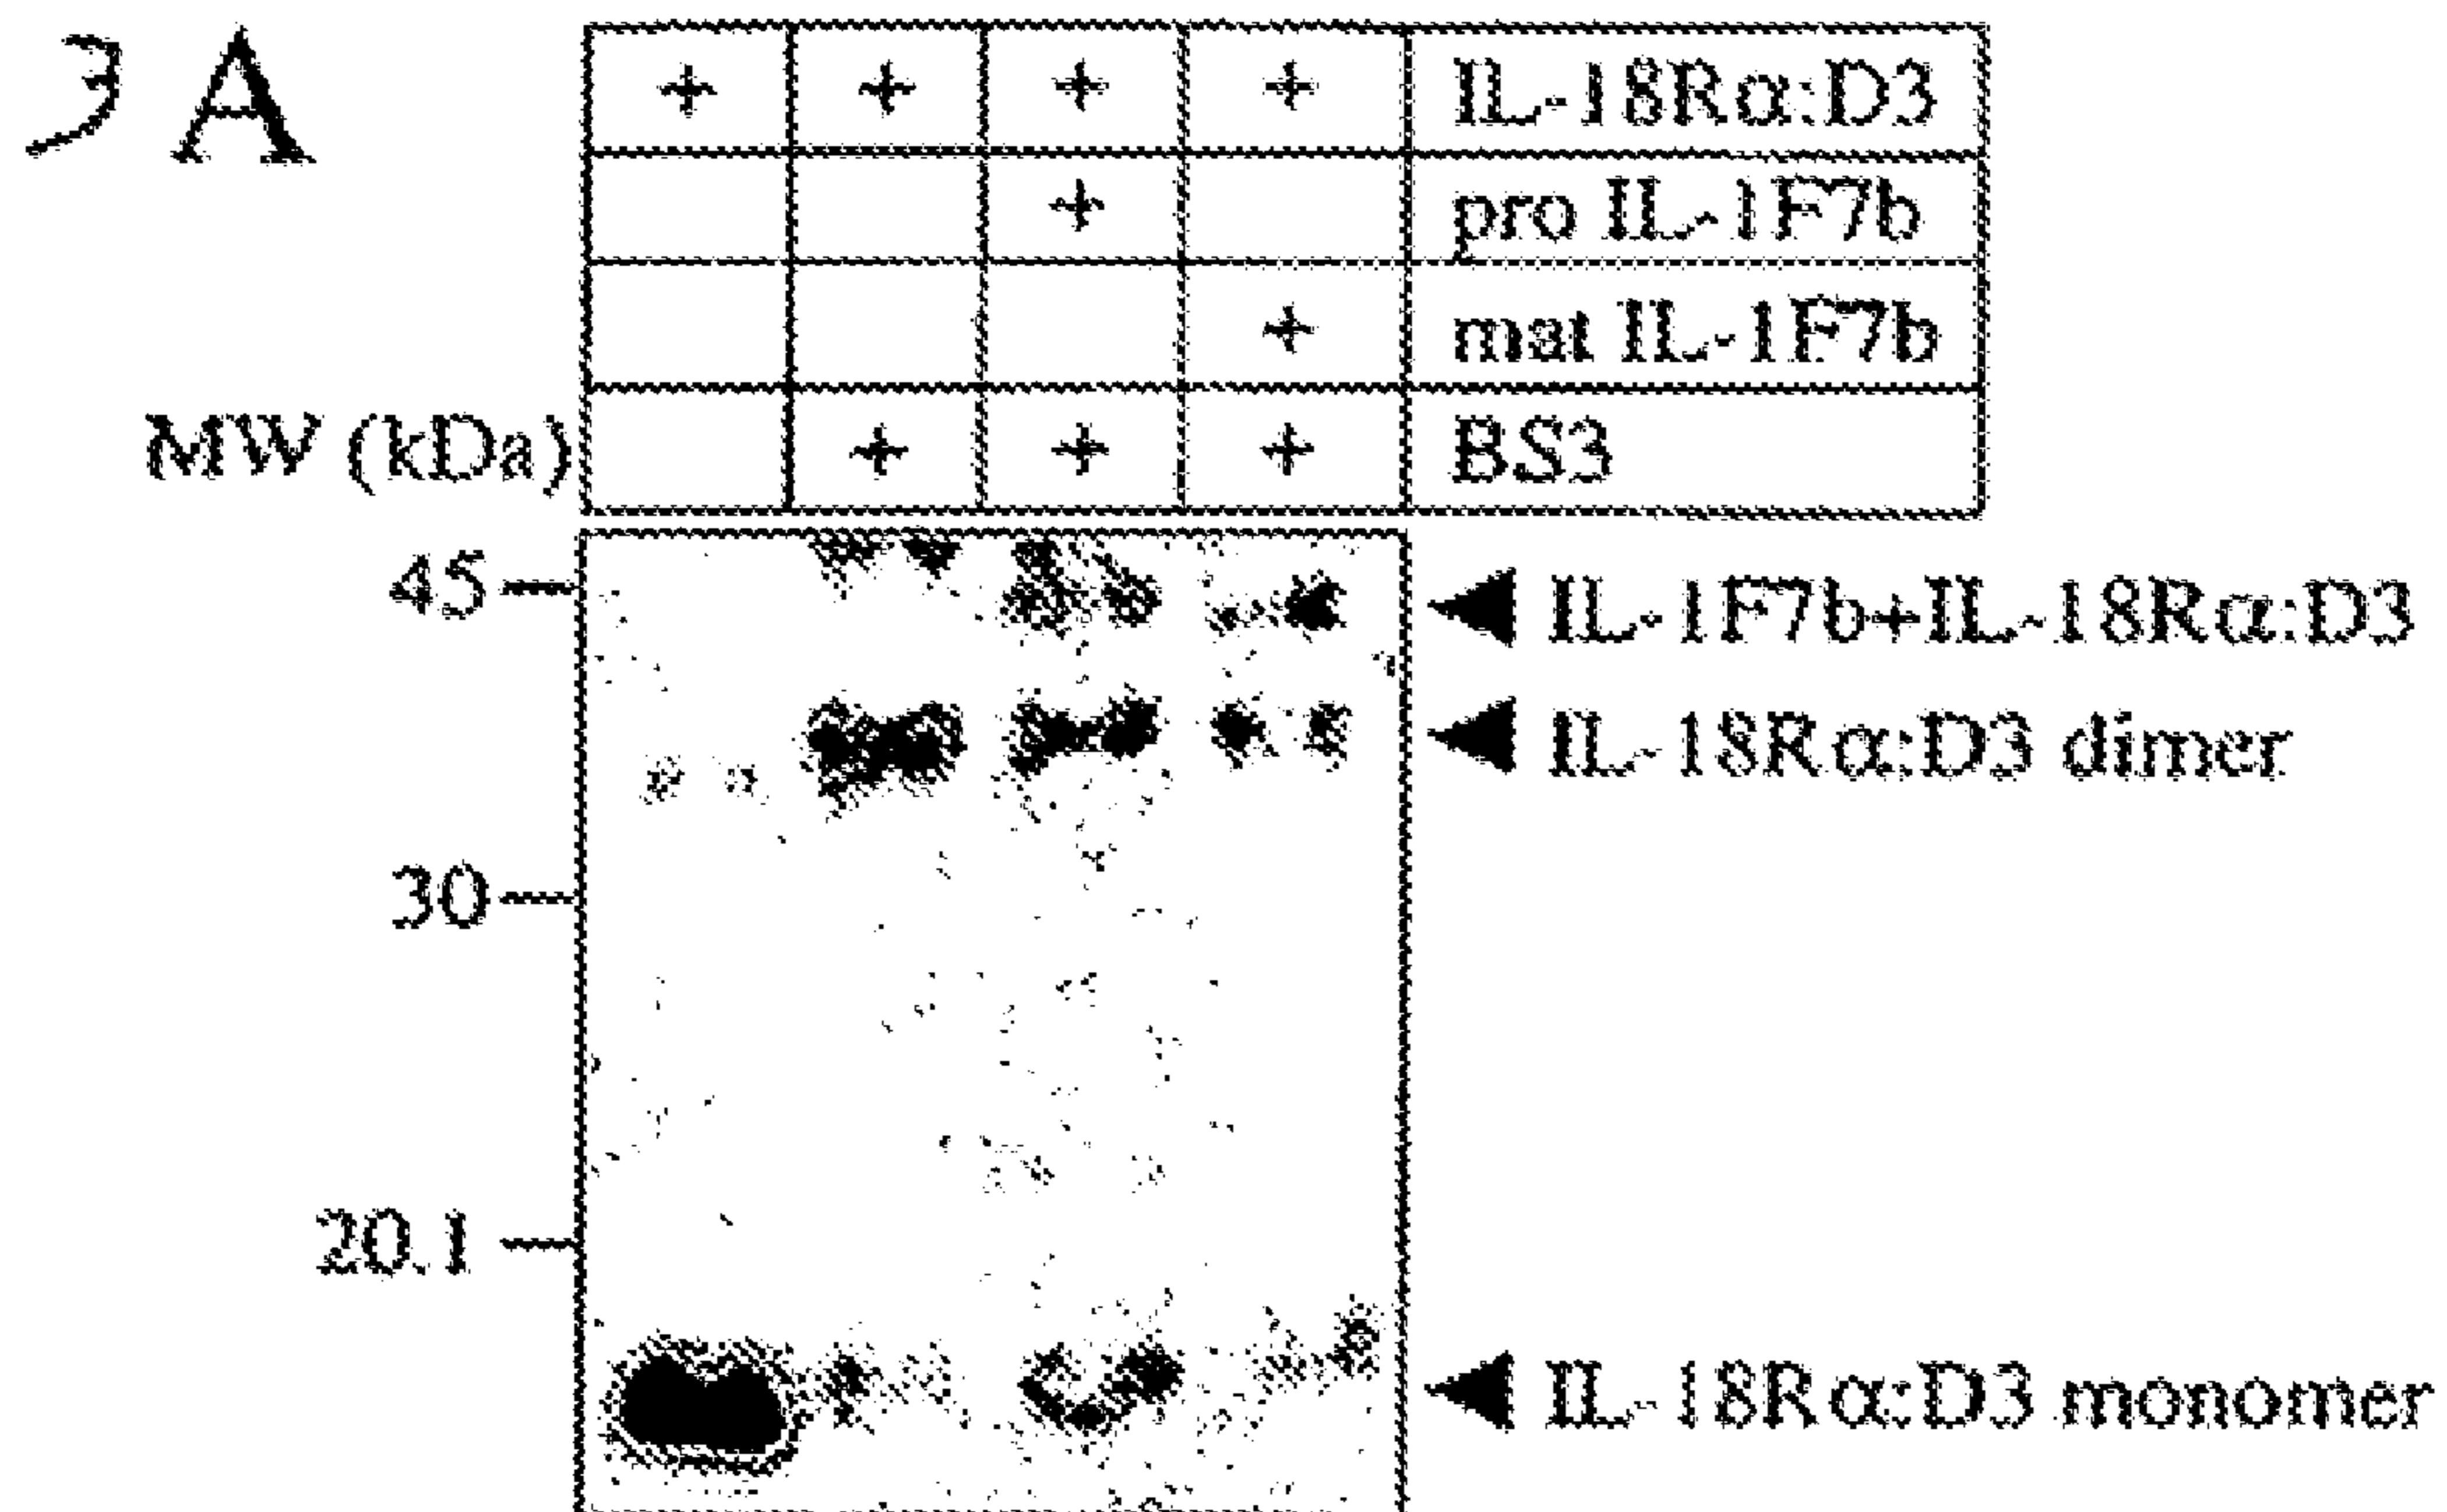 3 A
+ + + + IL-18Rα:D3
+ pro IL-1F7b
+ mat IL-1F7b
MW (kDa) + + + BS3
45 IL-1F7b+IL-18Rα:D3
IL-18Rα:D3 dimer
30
20.1
IL-18Rα:D3 monomer